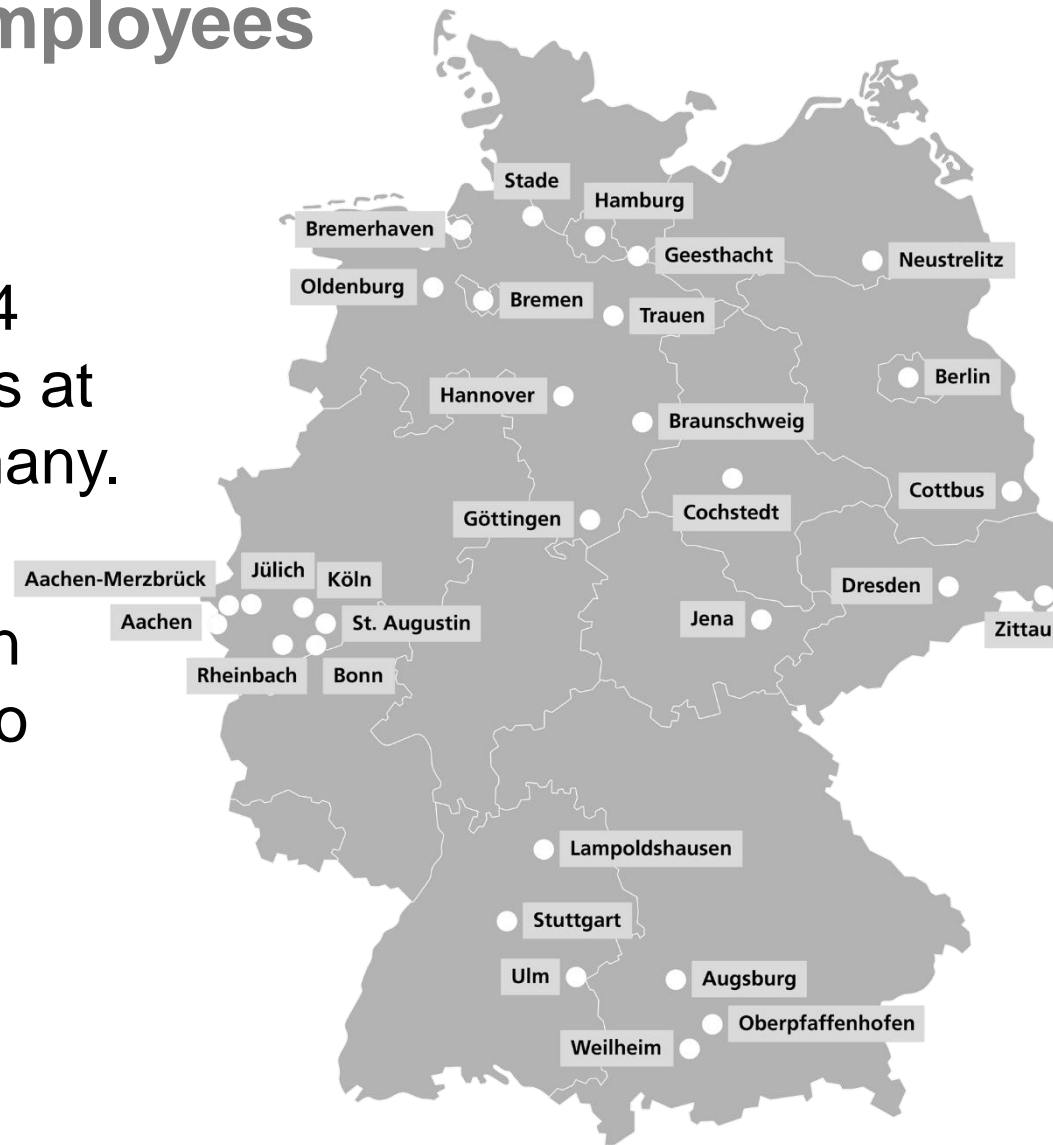 mployees
4
s at
many.
n
o
Stade
Hamburg
Bremerhaven
Geesthacht
Neustrelitz
Oldenburg
Bremen
Trauen
Berlin
Hannover
Braunschweig
Cottbus
Cochstedt
Göttingen
Jülich
Aachen-Merzbrück
Köln
Dresden
Aachen
St. Augustin
Jena
Zittau
Rheinbach
Bonn
Lampoldshausen
Stuttgart
Ulm
Augsburg
Oberpfaffenhofen
Weilheim